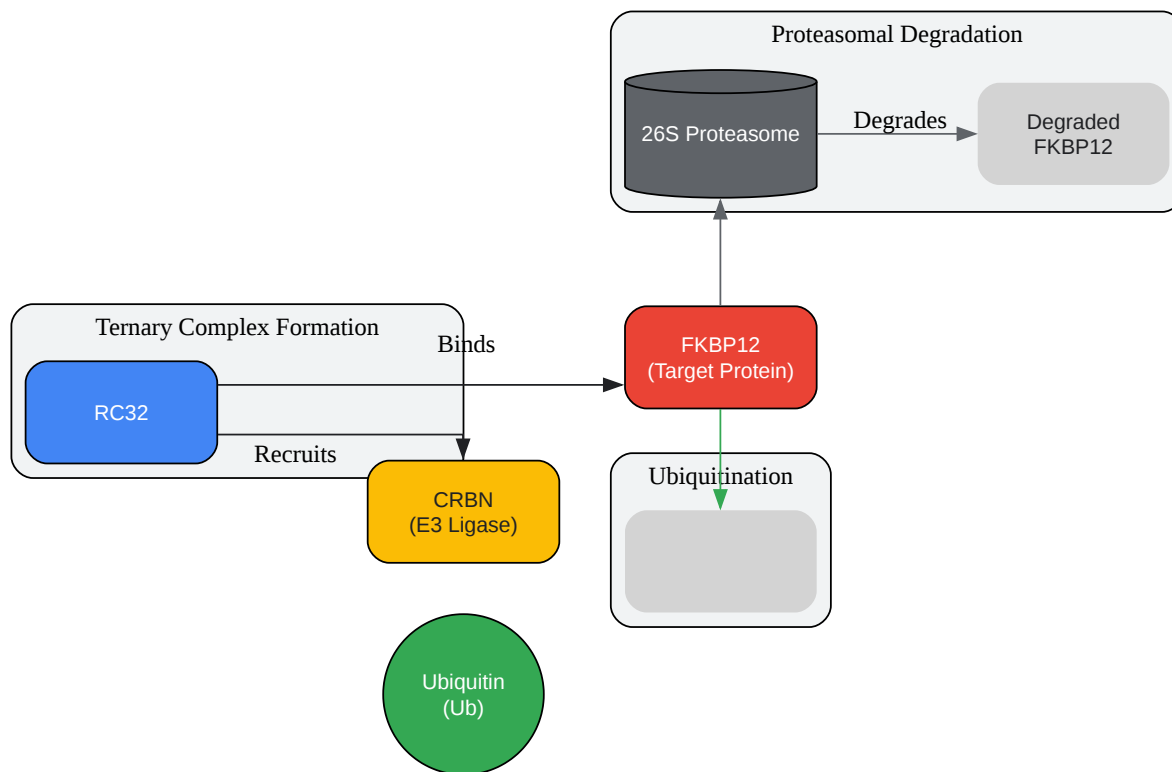 Proteasomal Degradation
26S Proteasome
Degrades
Degraded
FKBP12
Ternary Complex Formation
Binds
RC32
Recruits
FKBP12
(Target Protein)
CRBN
(E3 Ligase)
Ubiquitination
Ubiquitin
(Ub)